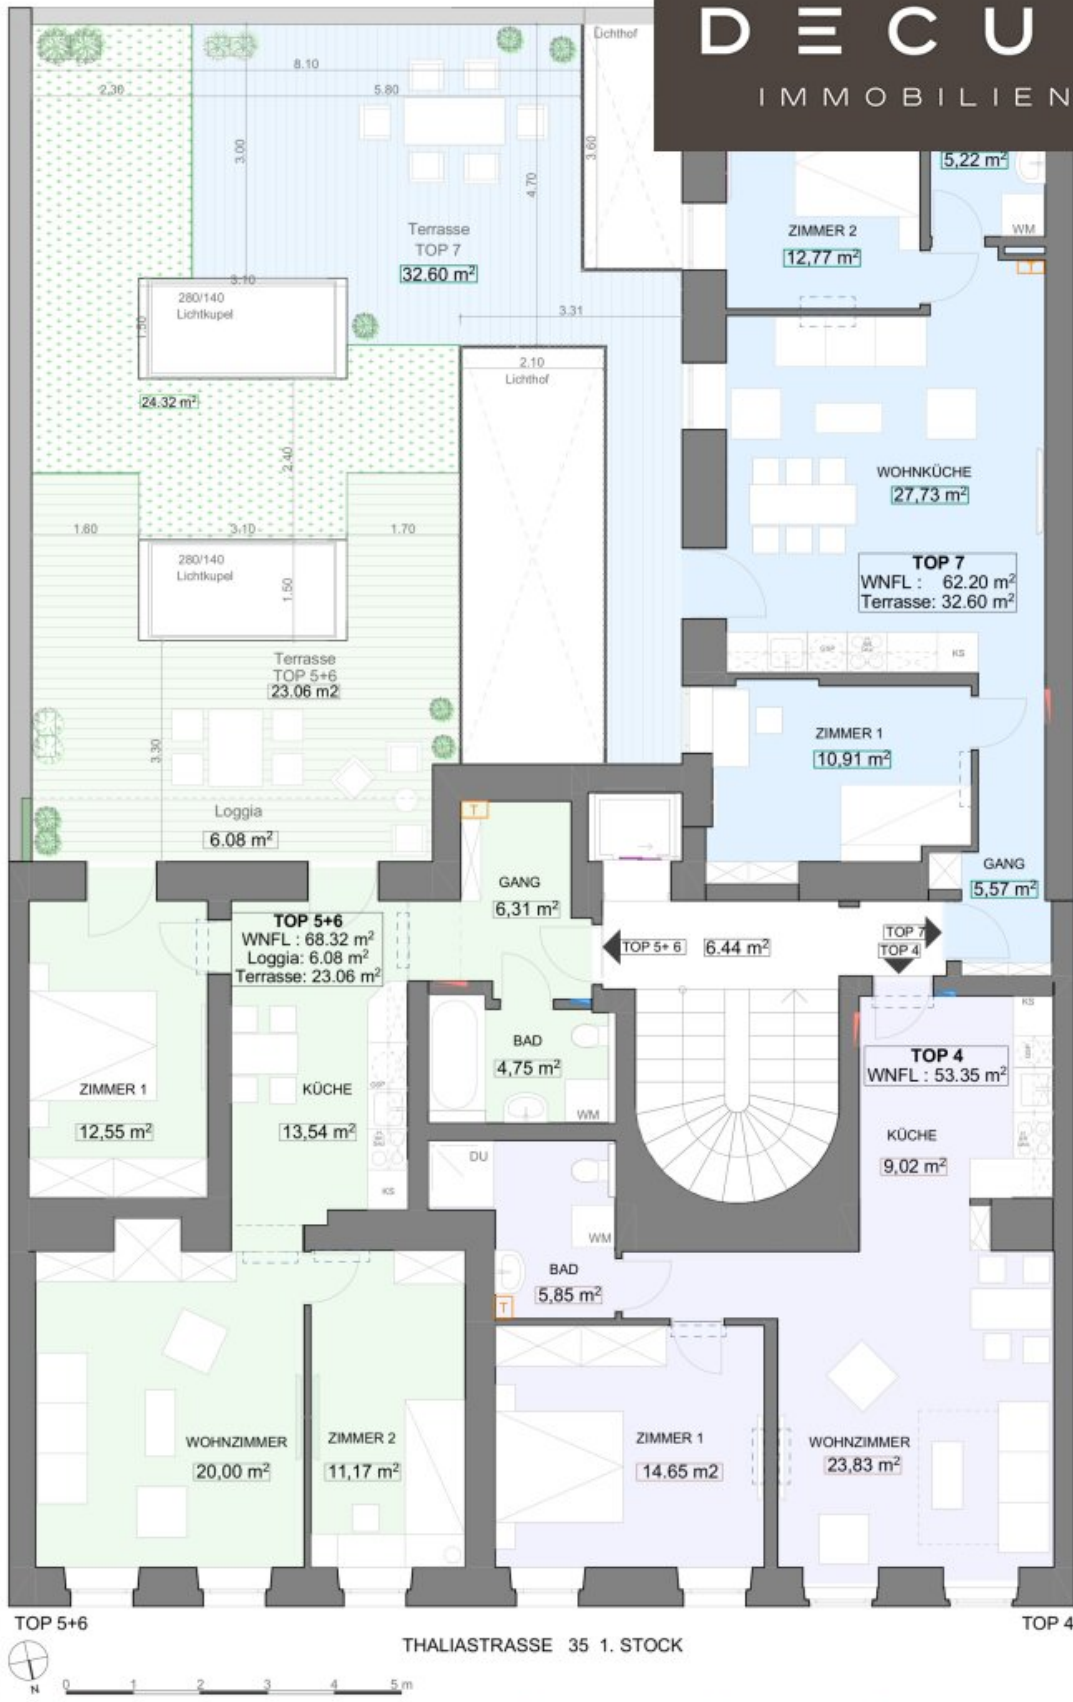 DECU
IMMOBILIEN
Lichthof
8.10
2.30
5.80
3.00
3.60
4.70
5,22 m²
WM
Terrasse
TOP 7
32.60 m²
ZIMMER 2
12,77 m²
T
3.10
280/140
Lichtkupel
1.50
3.31
2.10
Lichthof
24.32 m²
2.40
WOHNKÜCHE
27,73 m²
1.60
3.10
1.70
280/140
Lichtkupel
1.50
TOP 7
WNFL : 62.20 m²
Terrasse: 32.60 m²
GSP
KS
Terrasse
TOP 5+6
23.06 m2
3.30
ZIMMER 1
10,91 m²
Loggia
6.08 m²
T
GANG
6,31 m²
GANG
5,57 m²
TOP 5+6
WNFL : 68.32 m²
Loggia: 6.08 m²
Terrasse: 23.06 m²
TOP 5+ 6
6.44 m²
TOP 7
TOP 4
KS
BAD
4,75 m²
WM
GSP
TOP 4
WNFL : 53.35 m²
GSP
ZIMMER 1
12,55 m²
KÜCHE
13,54 m²
KS
KÜCHE
9,02 m²
DU
WM
BAD
5,85 m²
T
WOHNZIMMER
20,00 m²
ZIMMER 2
11,17 m²
ZIMMER 1
14.65 m2
WOHNZIMMER
23,83 m²
TOP 5+6
TOP 4
THALIASTRASSE 35 1. STOCK
N
0 1 2 3 4 5 m